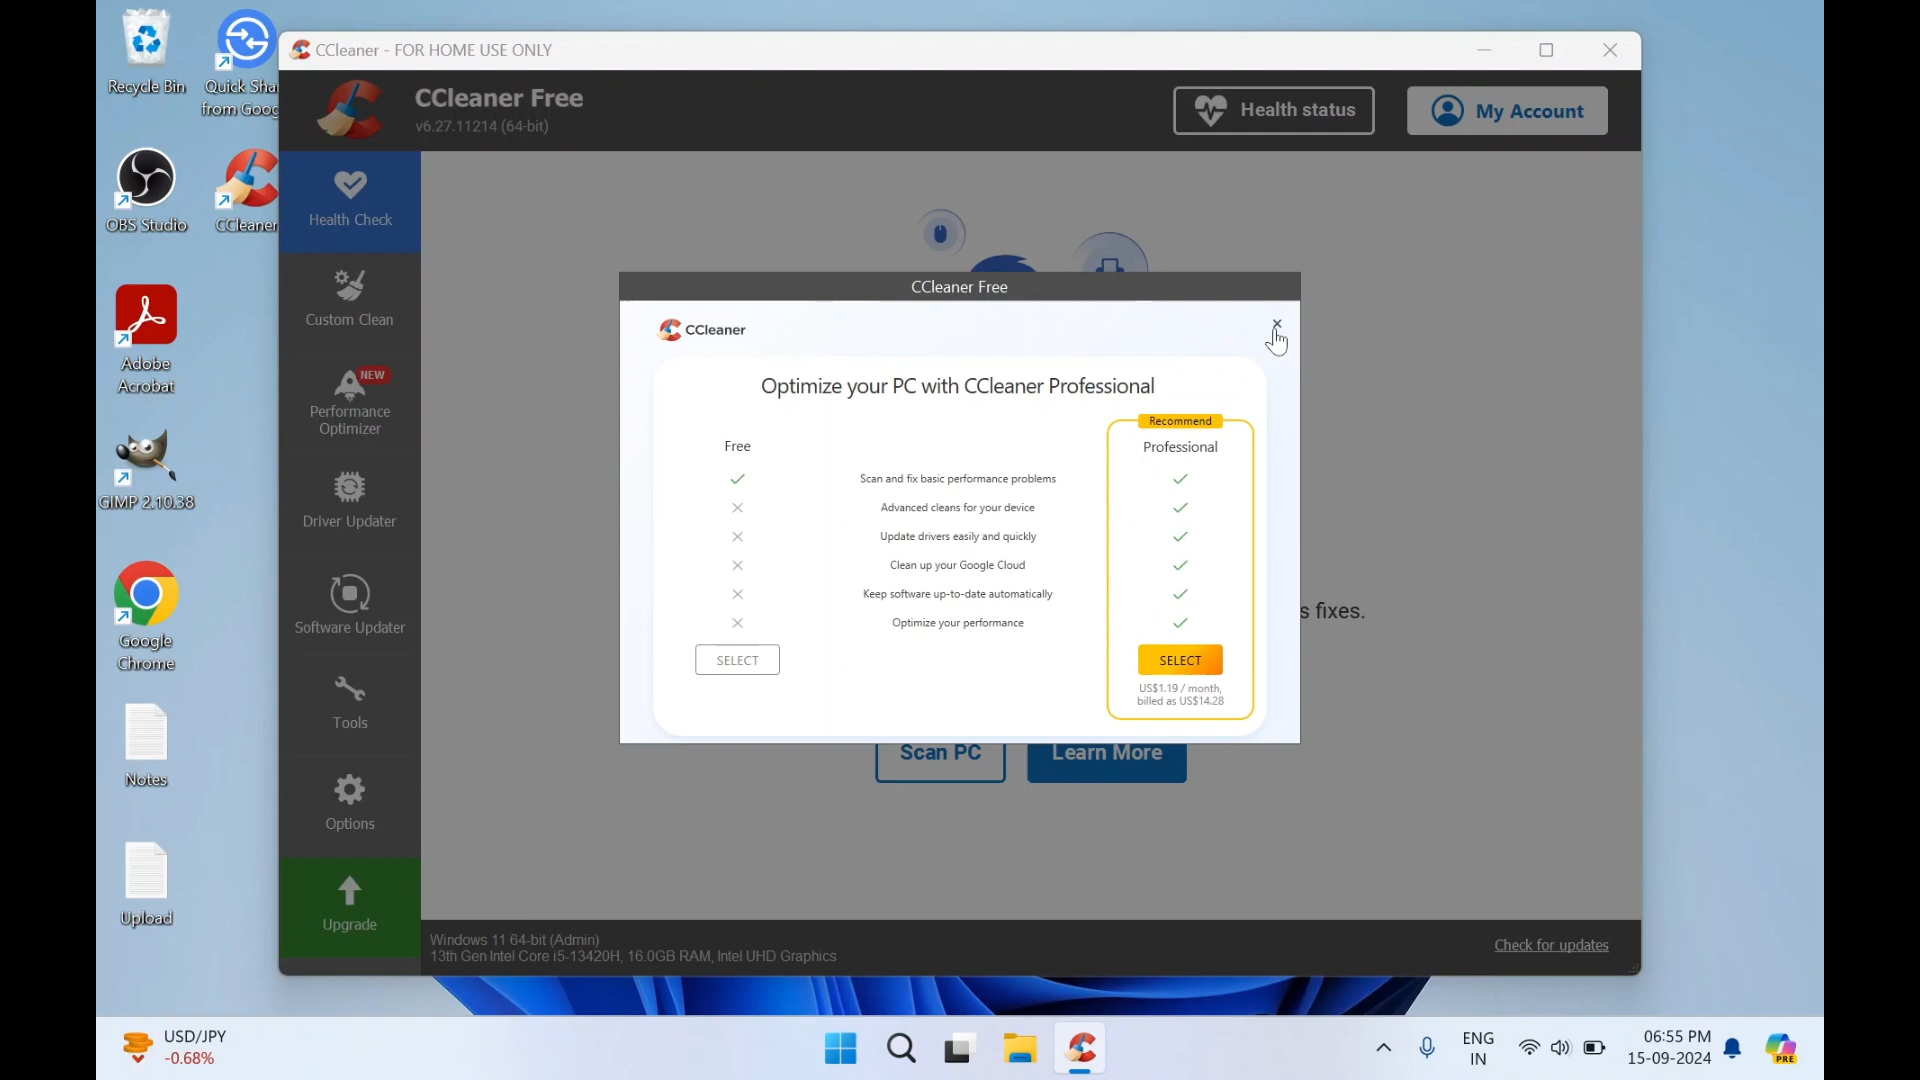 Recycle Bin
Quick Sha
from Goog
OBS Studio
CCleaner
Adobe
Acrobat
GIMP 2.10.38
Google
Chrome
Notes
Upload
CCleaner - FOR HOME USE ONLY
CCleaner Free
v6.27.11214 (64-bit)
Health status
My Account
Health Check
Custom Clean
NEW
Performance
Optimizer
Driver Updater
Software Updater
Tools
Options
Upgrade
CCleaner Free
CCleaner
Optimize your PC with CCleaner Professional
Recommend
Free
Professional
Scan and fix basic performance problems
Advanced cleans for your device
Update drivers easily and quickly
Clean up your Google Cloud
Keep software up-to-date automatically
Optimize your performance
SELECT
SELECT
US$1.19 / month,
billed as US$14.28
s fixes.
Scan PC
Learn More
Windows 11 64-bit (Admin)
13th Gen Intel Core i5-13420H, 16.0GB RAM, Intel UHD Graphics
Check for updates
USD/JPY
-0.68%
ENG
IN
06:55 PM
15-09-2024
PRE